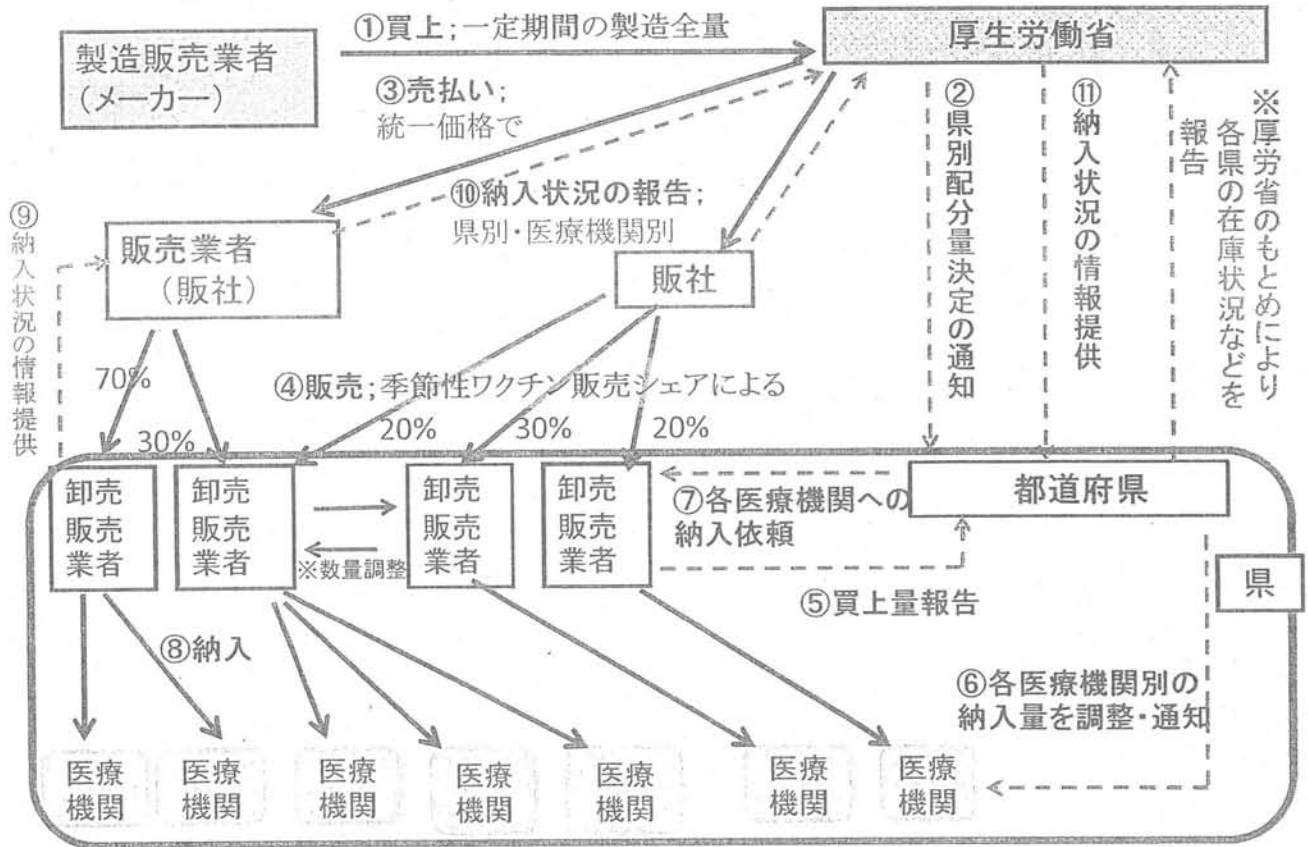 ①買上;一定期間の製造全量
厚生労働省
製造販売業者
(メーカー)
③売払い;
統一価格で
②県別配分量決定の通知
⑪納入状況の情報提供
※厚労省のもとめにより
各県の在庫状況などを
報告
⑩納入状況の報告;
県別・医療機関別
⑨納入状況の情報提供
販売業者
(販社)
販社
70%
④販売;季節性ワクチン販売シェアによる
30%
20%
30%
20%
卸売
販売
業者
卸売
販売
業者
※数量調整
卸売
販売
業者
卸売
販売
業者
⑦各医療機関への
納入依頼
都道府県
県
⑤買上量報告
⑧納入
⑥各医療機関別の
納入量を調整・通知
医療
機関
医療
機関
医療
機関
医療
機関
医療
機関
医療
機関
医療
機関